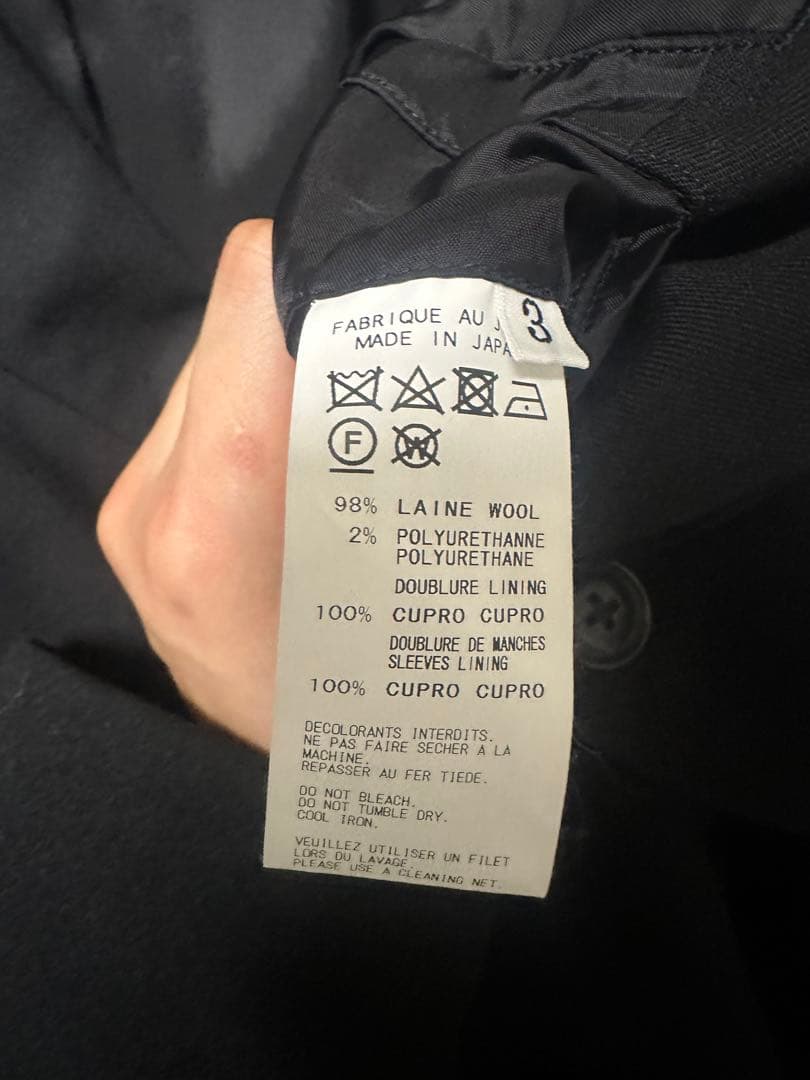 FABRIQUE AU J
3
MADE IN JAPA
F
W
98% LAINE WOOL
2% POLYURETHANNE
POLYURETHANE
DOUBLURE LINING
100% CUPRO CUPRO
DOUBLURE DE MANCHES
SLEEVES LINING
100% CUPRO CUPRO
DECOLORANTS INTERDITS.
NE PAS FAIRE SECHER A LA
MACHINE.
REPASSER AU FER TIEDE.
DO NOT BLEACH.
DO NOT TUMBLE DRY.
COOL IRON.
VEUILLEZ UTILISER UN FILET
LORS DU LAVAGE.
PLEASE USE A CLEANING NET.